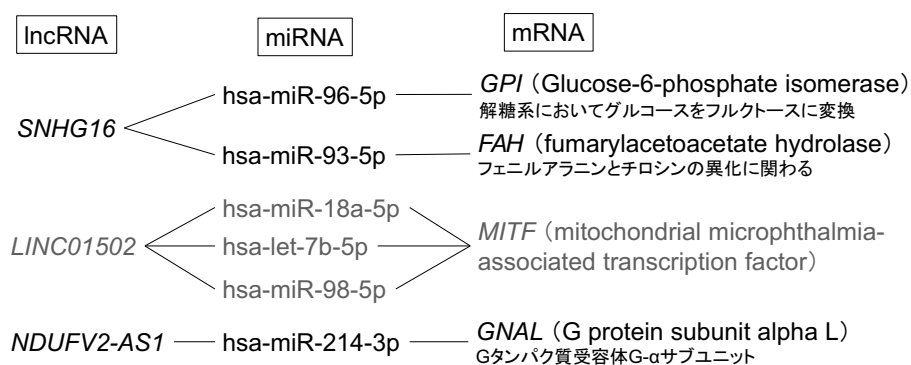 lncRNA miRNA mRNA
hsa-miR-96-5p GPI（Glucose-6-phosphate isomerase）
解糖系においてグルコースをフルクトースに変換
SNHG16
hsa-miR-93-5p FAH（fumarylacetoacetate hydrolase）
フェニルアラニンとチロシンの異化に関わる
hsa-miR-18a-5p
LINC01502 hsa-let-7b-5p MITF（mitochondrial microphthalmia-
associated transcription factor）
hsa-miR-98-5p
NDUFV2-AS1 hsa-miR-214-3p GNAL（G protein subunit alpha L）
Gタンパク質受容体G-αサブユニット